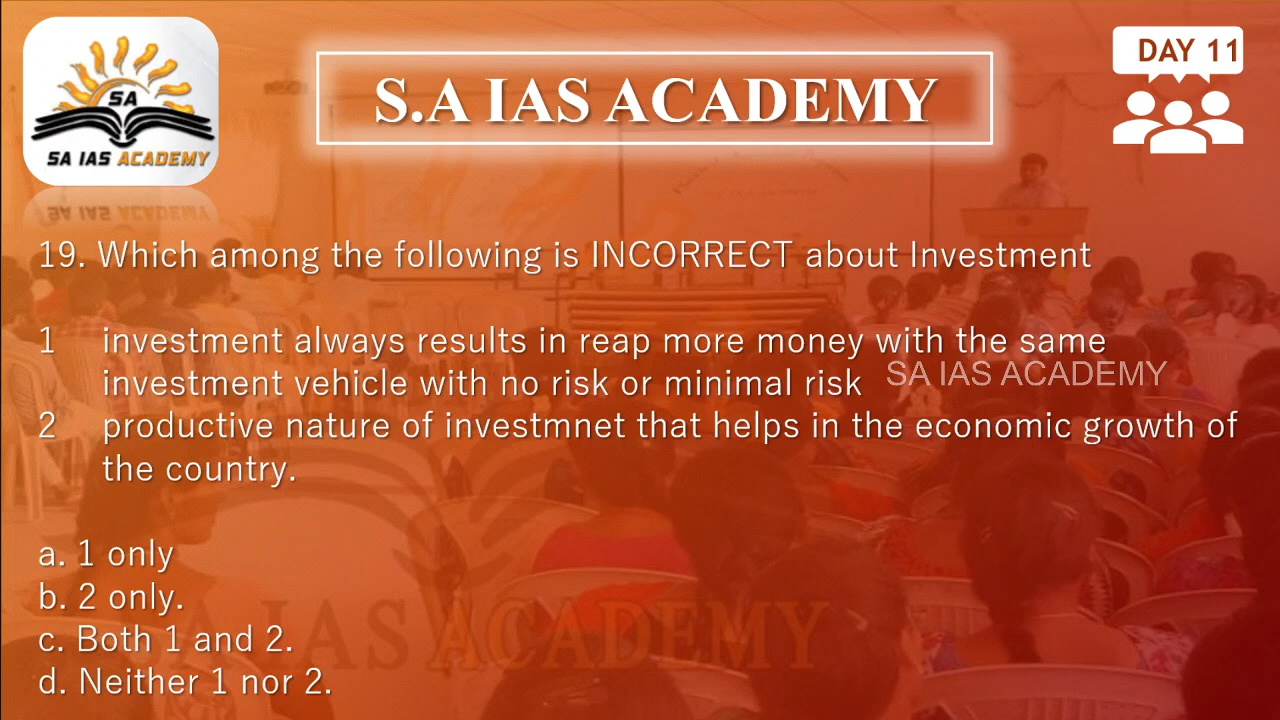 SA
SA IAS ACADEMY
S.A IAS ACADEMY
DAY 11
19. Which among the following is INCORRECT about Investment
1 investment always results in reap more money with the same
investment vehicle with no risk or minimal risk
SA IAS ACADEMY
2 productive nature of investmnet that helps in the economic growth of
the country.
a. 1 only
b. 2 only.
c. Both 1 and 2.
d. Neither 1 nor 2.
A IAS ACADEMY